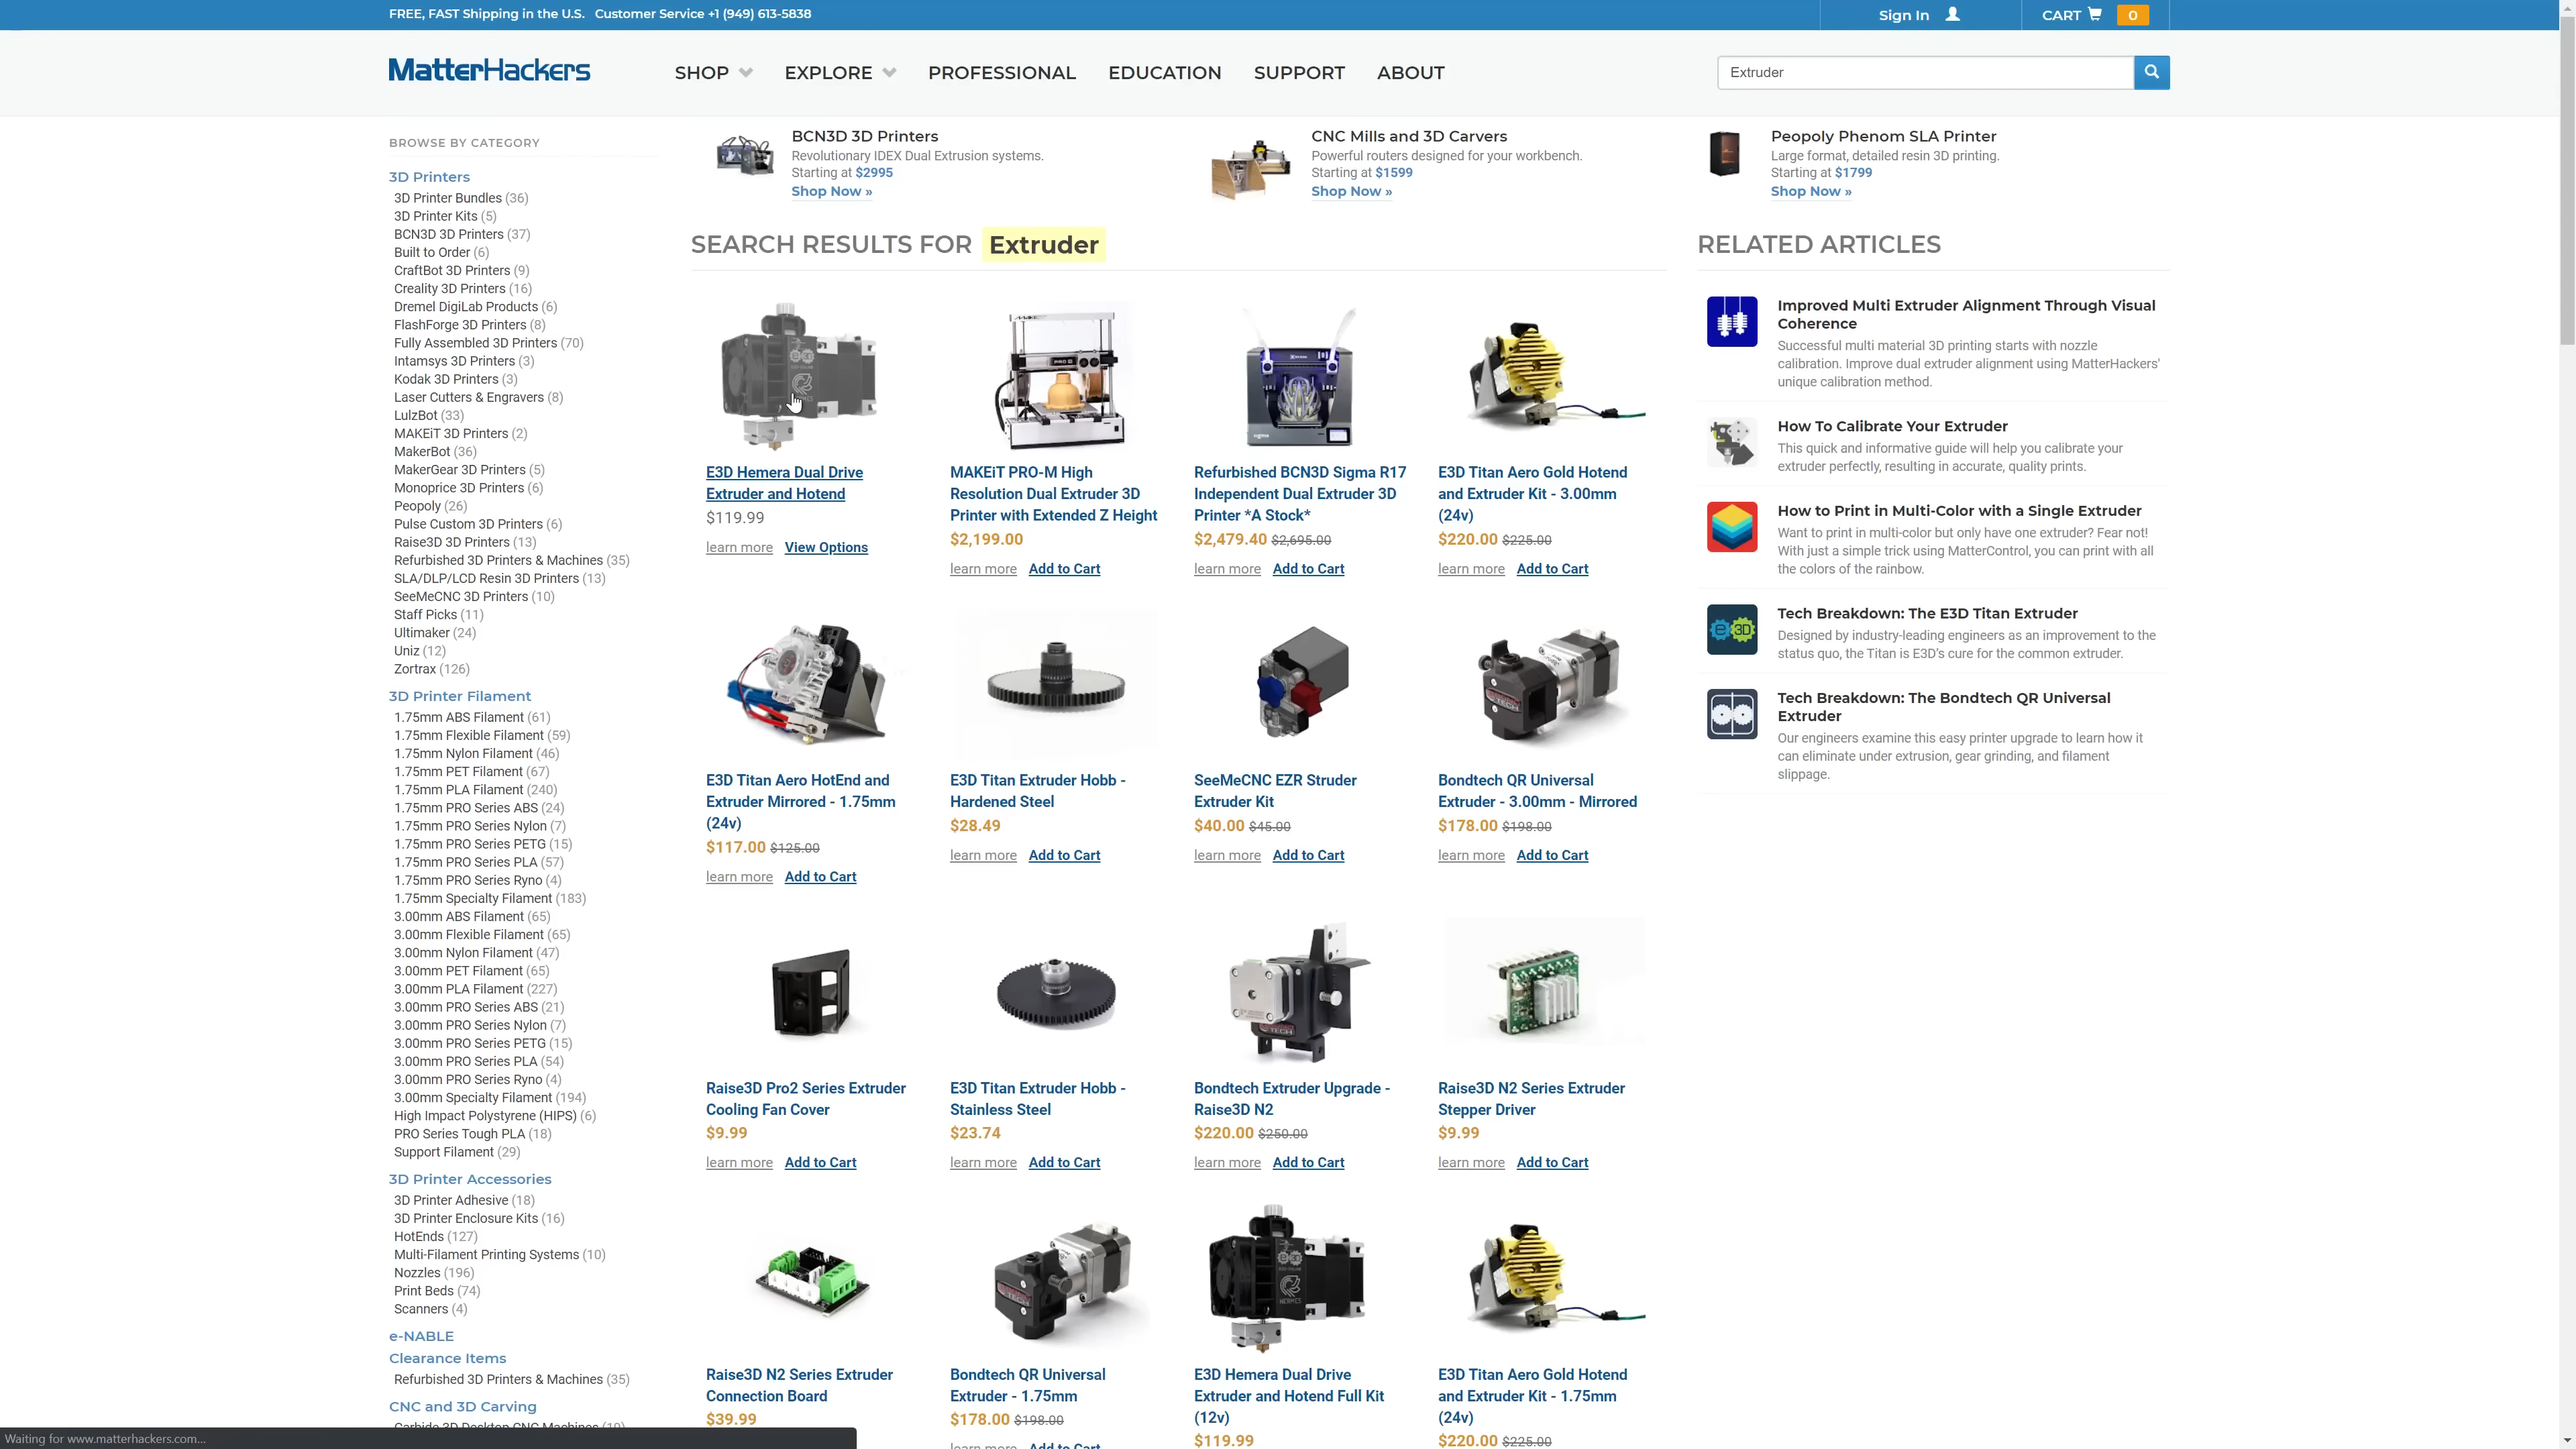 FREE, FAST Shipping in the U.S. Customer Service +1 (949) 613-5838
Sign In
CART 0
MatterHackers
SHOP EXPLORE PROFESSIONAL EDUCATION SUPPORT ABOUT
Extruder
BROWSE BY CATEGORY
3D Printers
3D Printer Bundles (36)
3D Printer Kits (5)
BCN3D 3D Printers (37)
Built to Order (6)
CraftBot 3D Printers (9)
Creality 3D Printers (16)
Dremel DigiLab Products (6)
FlashForge 3D Printers (8)
Fully Assembled 3D Printers (70)
Intamsys 3D Printers (3)
Kodak 3D Printers (3)
Laser Cutters & Engravers (8)
LulzBot (33)
MAKEiT 3D Printers (2)
MakerBot (36)
MakerGear 3D Printers (5)
Monoprice 3D Printers (6)
Peopoly (26)
Pulse Custom 3D Printers (6)
Raise3D 3D Printers (13)
Refurbished 3D Printers & Machines (35)
SLA/DLP/LCD Resin 3D Printers (13)
SeeMeCNC 3D Printers (10)
Staff Picks (11)
Ultimaker (24)
Uniz (12)
Zortrax (126)
3D Printer Filament
1.75mm ABS Filament (61)
1.75mm Flexible Filament (59)
1.75mm Nylon Filament (46)
1.75mm PET Filament (67)
1.75mm PLA Filament (240)
1.75mm PRO Series ABS (24)
1.75mm PRO Series Nylon (7)
1.75mm PRO Series PETG (15)
1.75mm PRO Series PLA (57)
1.75mm PRO Series Ryno (4)
1.75mm Specialty Filament (183)
3.00mm ABS Filament (65)
3.00mm Flexible Filament (65)
3.00mm Nylon Filament (47)
3.00mm PET Filament (65)
3.00mm PLA Filament (227)
3.00mm PRO Series ABS (21)
3.00mm PRO Series Nylon (7)
3.00mm PRO Series PETG (15)
3.00mm PRO Series PLA (54)
3.00mm PRO Series Ryno (4)
3.00mm Specialty Filament (194)
High Impact Polystyrene (HIPS) (6)
PRO Series Tough PLA (18)
Support Filament (29)
3D Printer Accessories
3D Printer Adhesive (18)
3D Printer Enclosure Kits (16)
HotEnds (127)
Multi-Filament Printing Systems (10)
Nozzles (196)
Print Beds (74)
Scanners (4)
e-NABLE
Clearance Items
Refurbished 3D Printers & Machines (35)
CNC and 3D Carving
Carbide 3D Desktop CNC Machines (19)
Waiting for www.matterhackers.com...
BCN3D 3D Printers
Revolutionary IDEX Dual Extrusion systems.
Starting at $2995
Shop Now »
CNC Mills and 3D Carvers
Powerful routers designed for your workbench.
Starting at $1599
Shop Now »
Peopoly Phenom SLA Printer
Large format, detailed resin 3D printing.
Starting at $1799
Shop Now »
SEARCH RESULTS FOR Extruder
E3D Hemera Dual Drive
Extruder and Hotend
$119.99
learn more View Options
MAKEiT PRO-M High
Resolution Dual Extruder 3D
Printer with Extended Z Height
$2,199.00
learn more Add to Cart
Refurbished BCN3D Sigma R17
Independent Dual Extruder 3D
Printer *A Stock*
$2,479.40 $2,695.00
learn more Add to Cart
E3D Titan Aero Gold Hotend
and Extruder Kit - 3.00mm
(24v)
$220.00 $225.00
learn more Add to Cart
E3D Titan Aero HotEnd and
Extruder Mirrored - 1.75mm
(24v)
$117.00 $125.00
learn more Add to Cart
E3D Titan Extruder Hobb -
Hardened Steel
$28.49
learn more Add to Cart
SeeMeCNC EZR Struder
Extruder Kit
$40.00 $45.00
learn more Add to Cart
Bondtech QR Universal
Extruder - 3.00mm - Mirrored
$178.00 $198.00
learn more Add to Cart
Raise3D Pro2 Series Extruder
Cooling Fan Cover
$9.99
learn more Add to Cart
E3D Titan Extruder Hobb -
Stainless Steel
$23.74
learn more Add to Cart
Bondtech Extruder Upgrade -
Raise3D N2
$220.00 $250.00
learn more Add to Cart
Raise3D N2 Series Extruder
Stepper Driver
$9.99
learn more Add to Cart
Raise3D N2 Series Extruder
Connection Board
$39.99
Bondtech QR Universal
Extruder - 1.75mm
$178.00 $198.00
learn more Add to Cart
HERMES
E3D Hemera Dual Drive
Extruder and Hotend Full Kit
(12v)
$119.99
E3D Titan Aero Gold Hotend
and Extruder Kit - 1.75mm
(24v)
$220.00 $225.00
RELATED ARTICLES
Improved Multi Extruder Alignment Through Visual
Coherence
Successful multi material 3D printing starts with nozzle
calibration. Improve dual extruder alignment using MatterHackers'
unique calibration method.
How To Calibrate Your Extruder
This quick and informative guide will help you calibrate your
extruder perfectly, resulting in accurate, quality prints.
How to Print in Multi-Color with a Single Extruder
Want to print in multi-color but only have one extruder? Fear not!
With just a simple trick using MatterControl, you can print with all
the colors of the rainbow.
e3D
Tech Breakdown: The E3D Titan Extruder
Designed by industry-leading engineers as an improvement to the
status quo, the Titan is E3D's cure for the common extruder.
Tech Breakdown: The Bondtech QR Universal
Extruder
Our engineers examine this easy printer upgrade to learn how it
can eliminate under extrusion, gear grinding, and filament
slippage.